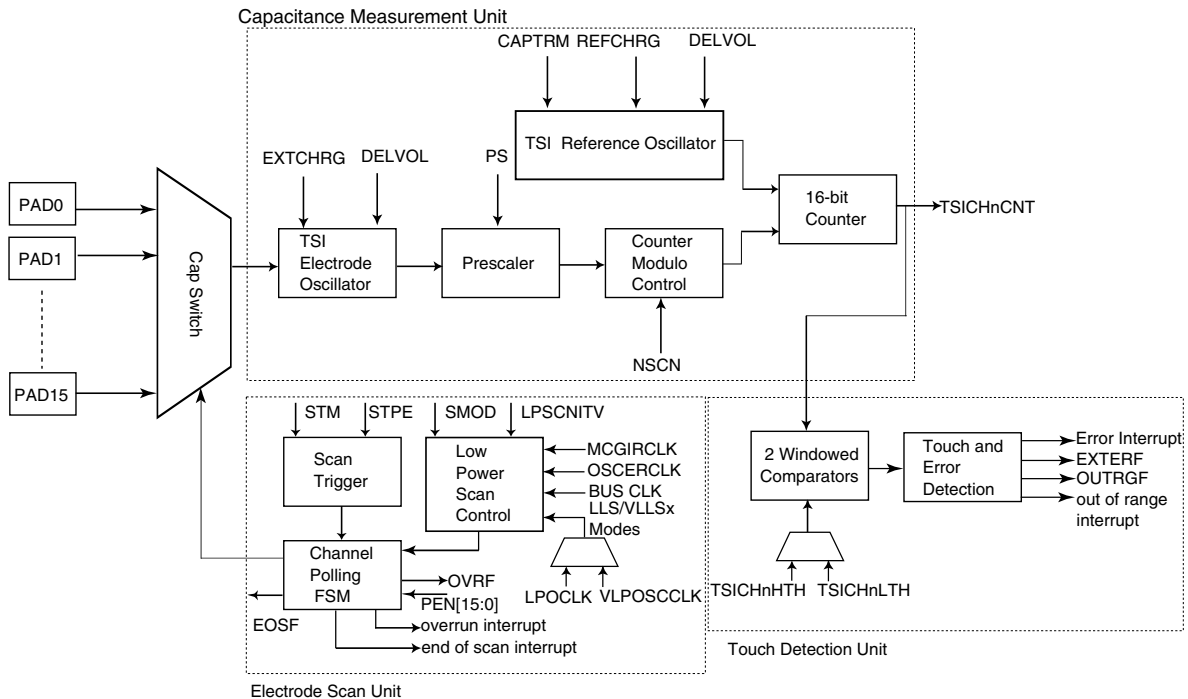 Capacitance Measurement Unit
CAPTRM REFCHRG DELVOL
TSI Reference Oscillator
EXTCHRG DELVOL PS
PAD0
PAD1
PAD15
Cap Switch
TSI
Electrode
Oscillator
Prescaler
Counter
Modulo
Control
NSCN
16-bit
Counter
TSICHnCNT
STM STPE SMOD LPSCNITV
Scan
Trigger
Low
Power
Scan
Control
MCGIRCLK
OSCERCLK
BUS CLK
LLS/VLLSx
Modes
LPOCLK VLPOSCCLK
Channel
Polling
FSM
OVRF
PEN[15:0]
EOSF
overrun interrupt
end of scan interrupt
Electrode Scan Unit
2 Windowed
Comparators
Touch and
Error
Detection
Error Interrupt
EXTERF
OUTRGF
out of range
interrupt
TSICHnHTH TSICHnLTH
Touch Detection Unit